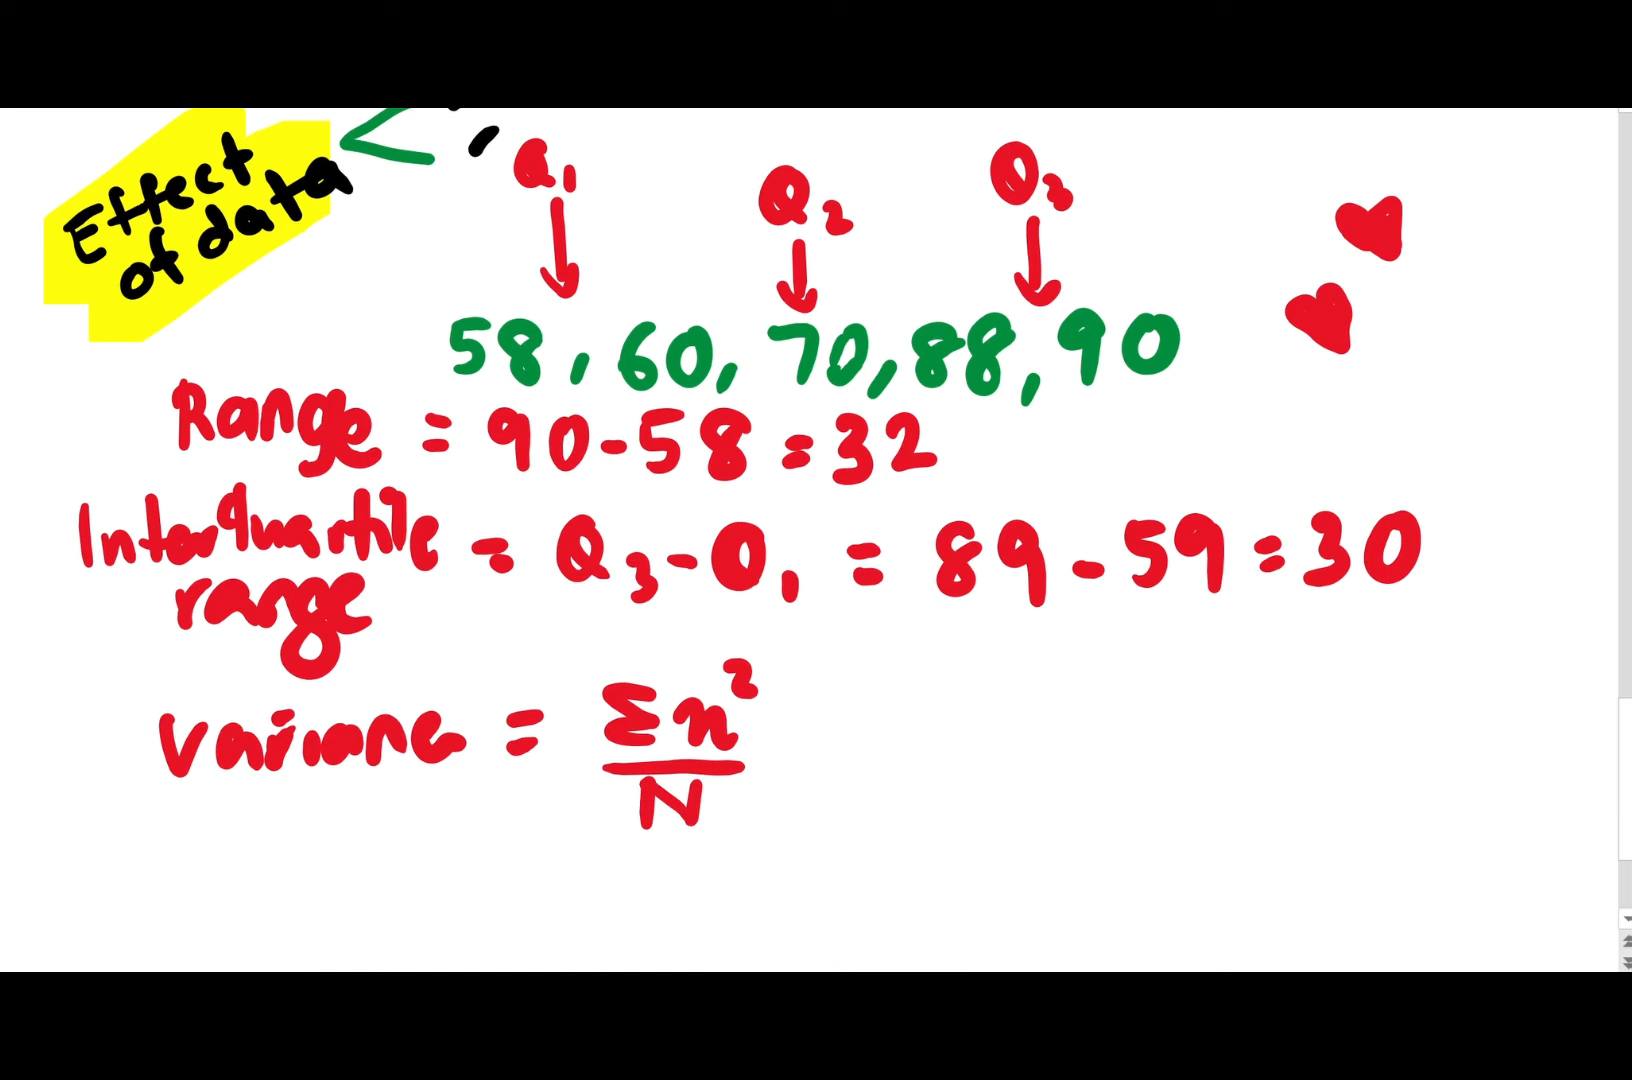 Effect
of data
Q₁
Q₂
Q₃
58, 60, 70, 88, 90
Range = 90-58 = 32
Interquartile
range = Q₃-Q₁ = 89-59 = 30
Variance = Σx²/N